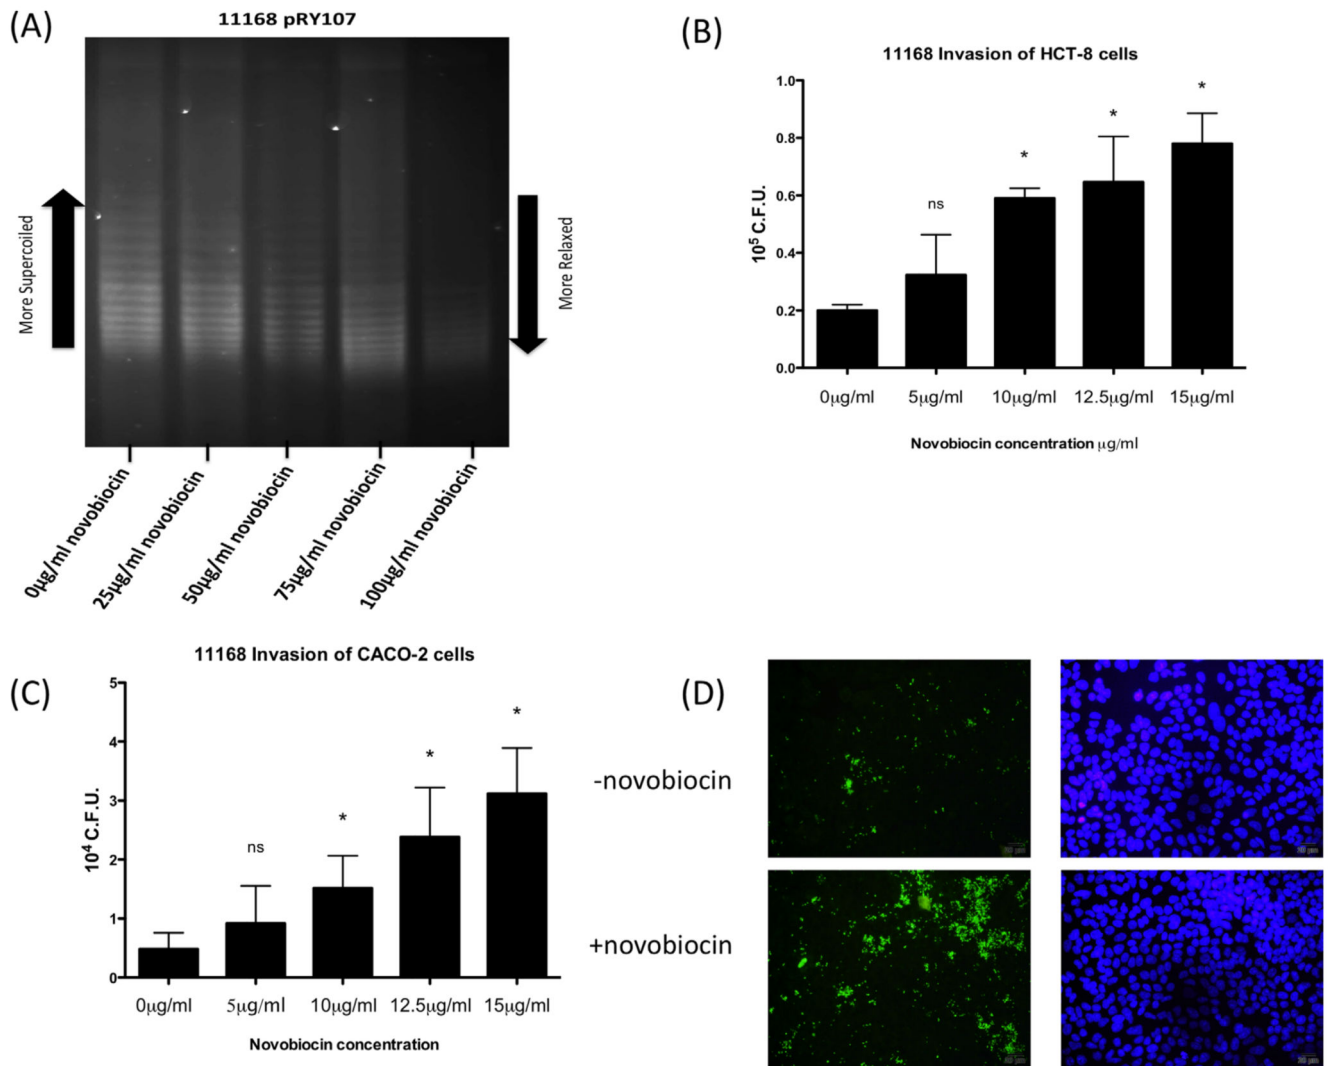 (A)
11168 pRY107
More Supercoiled
More Relaxed
0µg/ml novobiocin
25µg/ml novobiocin
50µg/ml novobiocin
75µg/ml novobiocin
100µg/ml novobiocin
(B)
11168 Invasion of HCT-8 cells
10⁵ C.F.U.
1.0
0.8
0.6
0.4
0.2
0.0
ns
*
*
*
0µg/ml 5µg/ml 10µg/ml 12.5µg/ml 15µg/ml
Novobiocin concentration µg/ml
(C)
11168 Invasion of CACO-2 cells
10⁴ C.F.U.
5
4
3
2
1
0
ns
*
*
*
0µg/ml 5µg/ml 10µg/ml 12.5µg/ml 15µg/ml
Novobiocin concentration
(D)
-novobiocin
+novobiocin